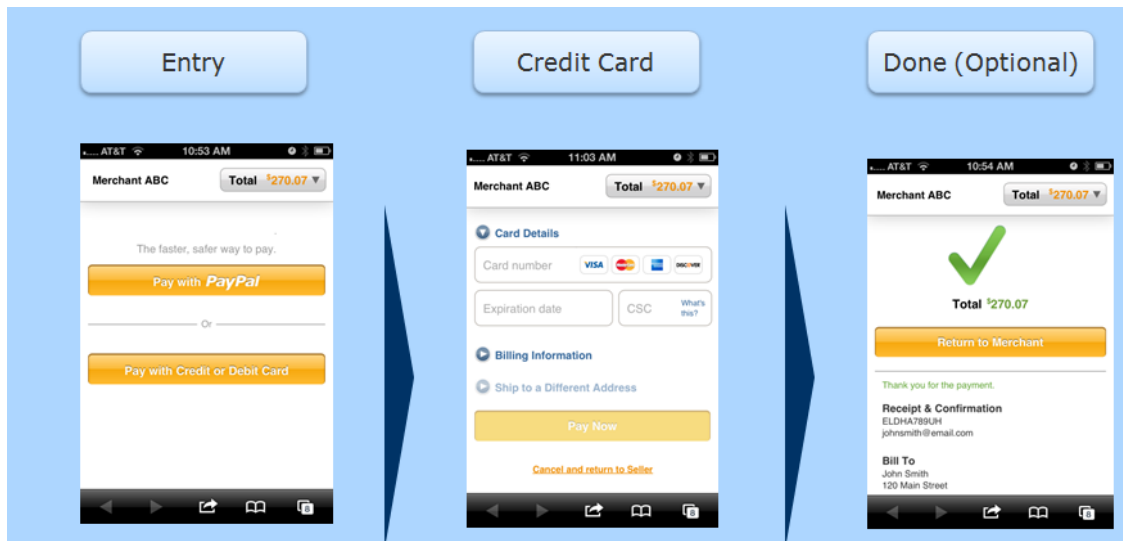 Entry
AT&T 10:53 AM
Merchant ABC
Total $270.07 ▼
The faster, safer way to pay.
Pay with PayPal
Or
Pay with Credit or Debit Card
8
Credit Card
AT&T 11:03 AM
Merchant ABC
Total $270.07 ▼
Card Details
Card number VISA DISCOVER
Expiration date
CSC
What's
this?
Billing Information
Ship to a Different Address
Pay Now
Cancel and return to Seller
8
Done (Optional)
AT&T 10:54 AM
Merchant ABC
Total $270.07 ▼
Total $270.07
Return to Merchant
Thank you for the payment.
Receipt & Confirmation
ELDHA789UH
johnsmith@email.com
Bill To
John Smith
120 Main Street
8